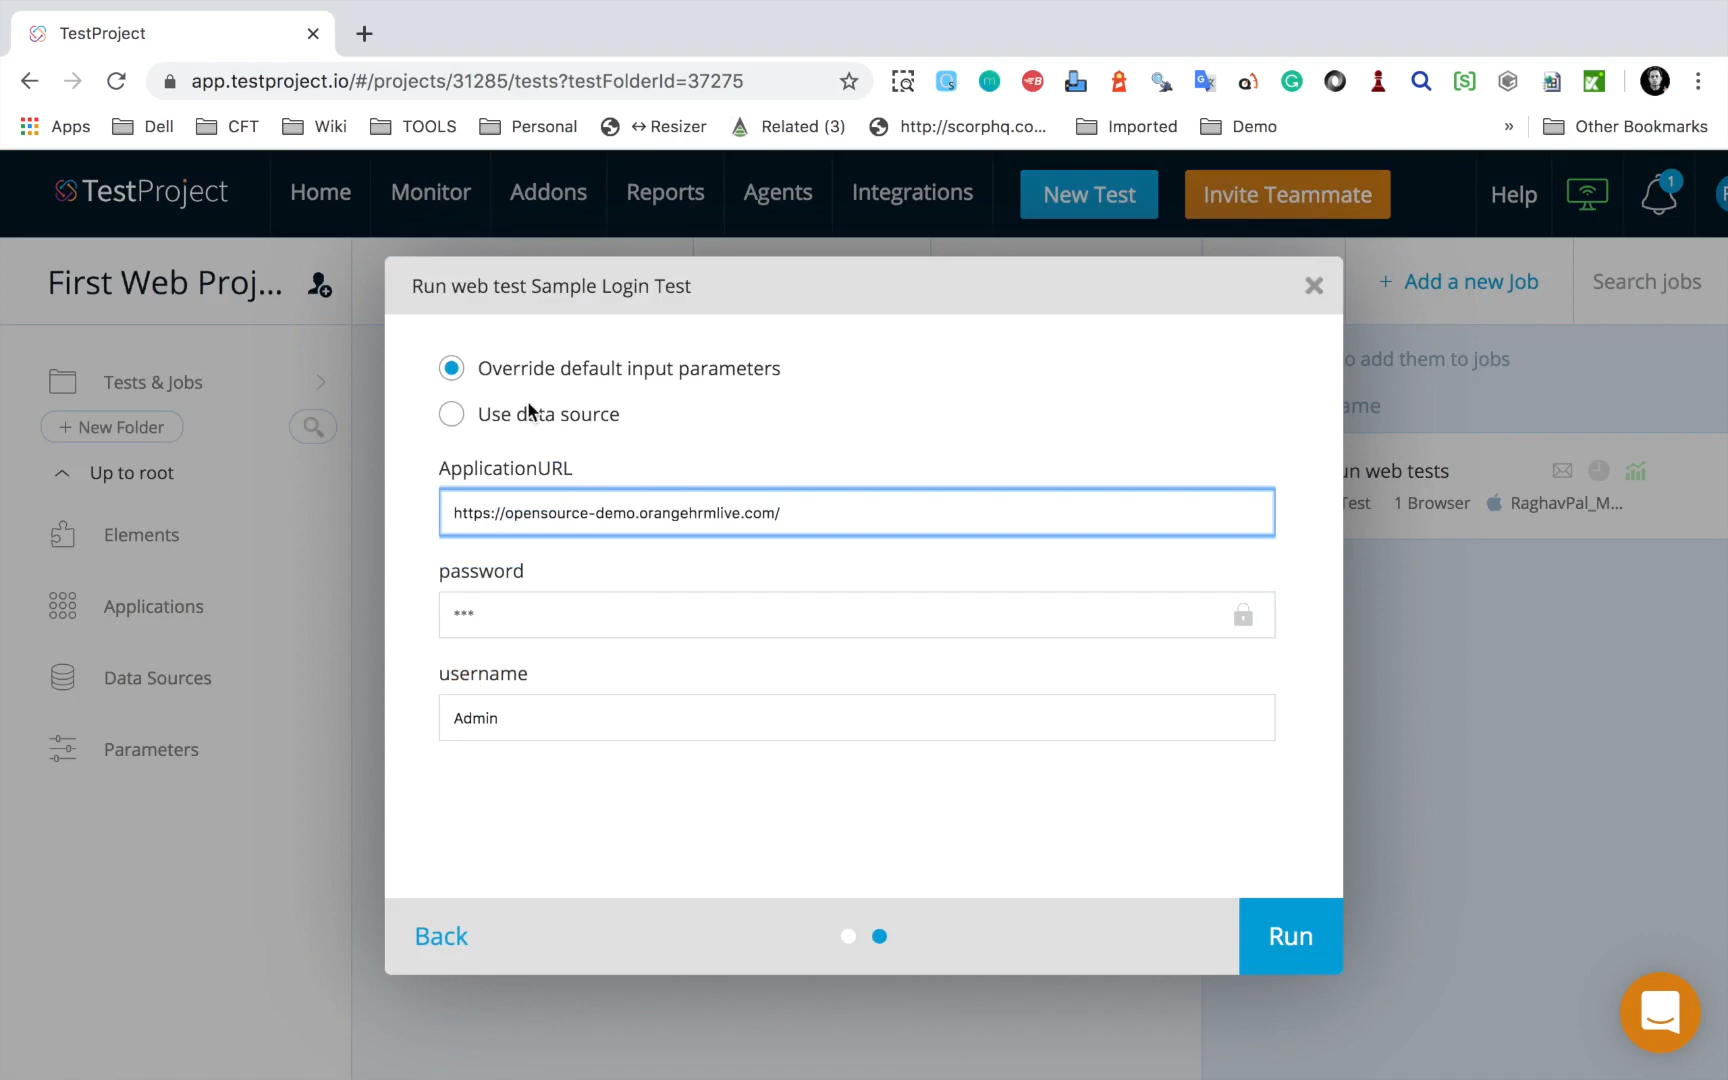 TestProject
app.testproject.io/#/projects/31285/tests?testFolderId=37275
Apps Dell CFT Wiki TOOLS Personal ↔Resizer Related (3) http://scorphq.co... Imported Demo » Other Bookmarks
TestProject Home Monitor Addons Reports Agents Integrations New Test Invite Teammate Help 1
First Web Proj...
+ Add a new Job Search jobs
Run web test Sample Login Test
Override default input parameters
Use data source
ApplicationURL
https://opensource-demo.orangehrmlive.com/
password
***
username
Admin
Back
Run
Tests & Jobs
+ New Folder
Up to root
Elements
Applications
Data Sources
Parameters
o add them to jobs
ame
un web tests
Test 1 Browser RaghavPal_M...